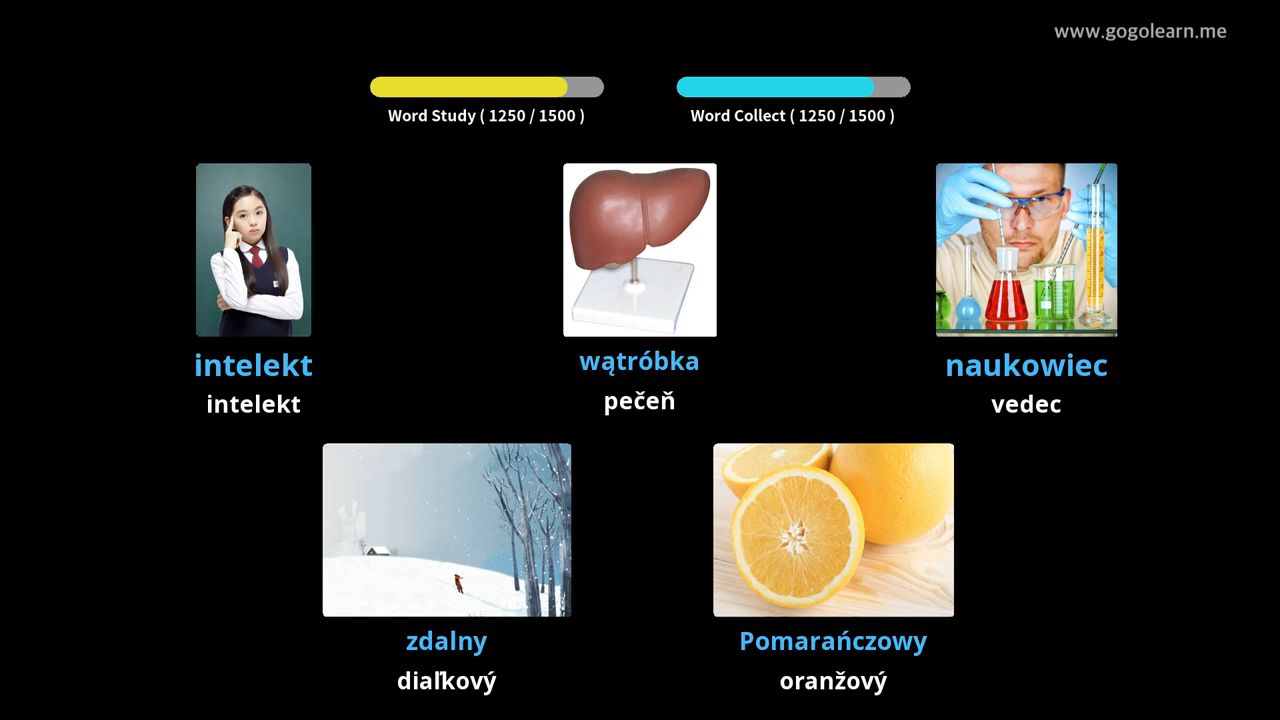 www.gogolearn.me
Word Study ( 1250 / 1500 )
Word Collect ( 1250 / 1500 )
intelekt
intelekt
wątróbka
pečeň
naukowiec
vedec
zdalny
diaľkový
Pomarańczowy
oranžový